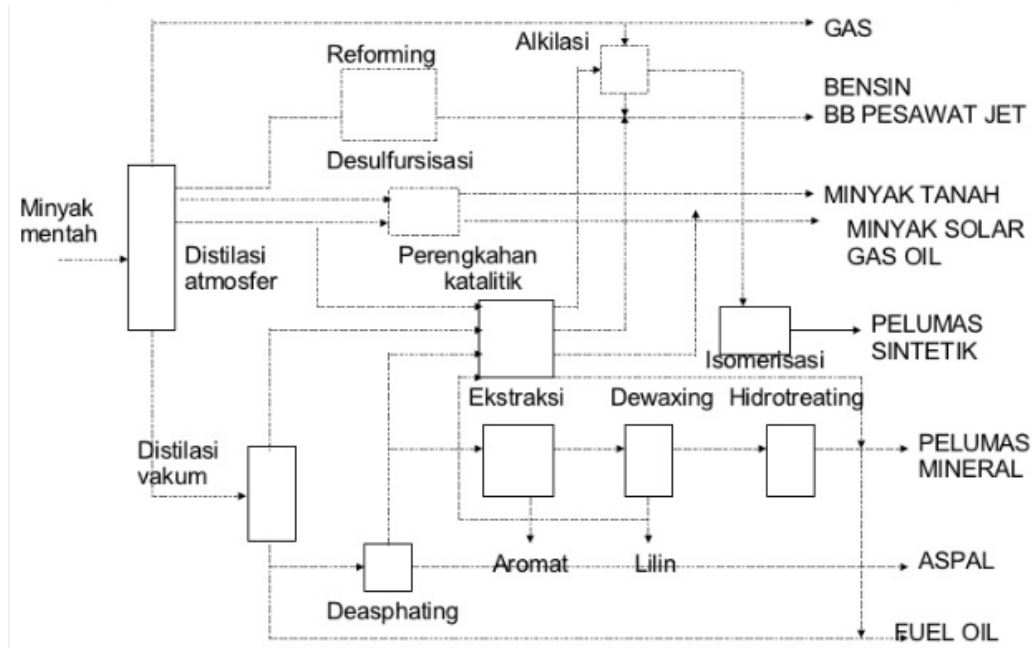 GAS
Alkilasi
Reforming
BENSIN
BB PESAWAT JET
Desulfursisasi
MINYAK TANAH
Minyak
mentah
MINYAK SOLAR
GAS OIL
Distilasi
atmosfer
Perengkahan
katalitik
PELUMAS
SINTETIK
Isomerisasi
Ekstraksi
Dewaxing
Hidrotreating
Distilasi
vakum
PELUMAS
MINERAL
Aromat
Lilin
ASPAL
Deasphating
FUEL OIL